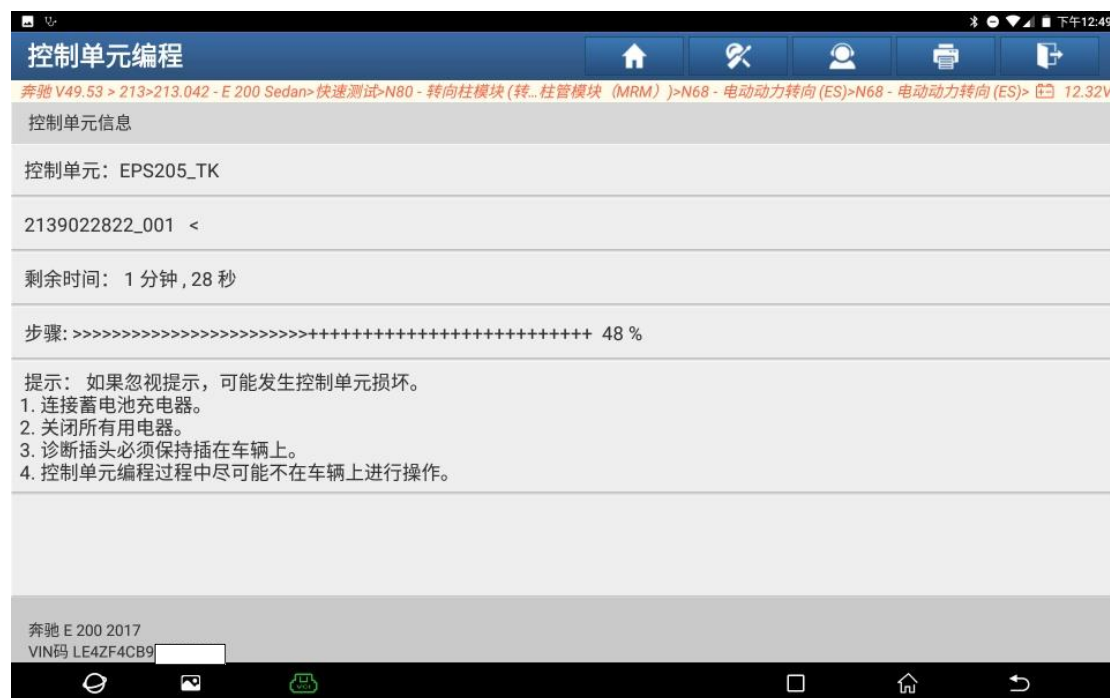 下午12:49
控制单元编程
奔驰 V49.53 > 213>213.042 - E 200 Sedan>快速测试>N80 - 转向柱模块 (转...柱管模块（MRM）)>N68 - 电动动力转向 (ES)>N68 - 电动动力转向 (ES)> 12.32V
控制单元信息
控制单元：EPS205_TK
2139022822_001 <
剩余时间： 1 分钟 , 28 秒
步骤: >>>>>>>>>>>>>>>>>>>>>>>>++++++++++++++++++++++++++ 48 %
提示： 如果忽视提示，可能发生控制单元损坏。
1. 连接蓄电池充电器。
2. 关闭所有用电器。
3. 诊断插头必须保持插在车辆上。
4. 控制单元编程过程中尽可能不在车辆上进行操作。
奔驰 E 200 2017
VIN码 LE4ZF4CB9
VCI